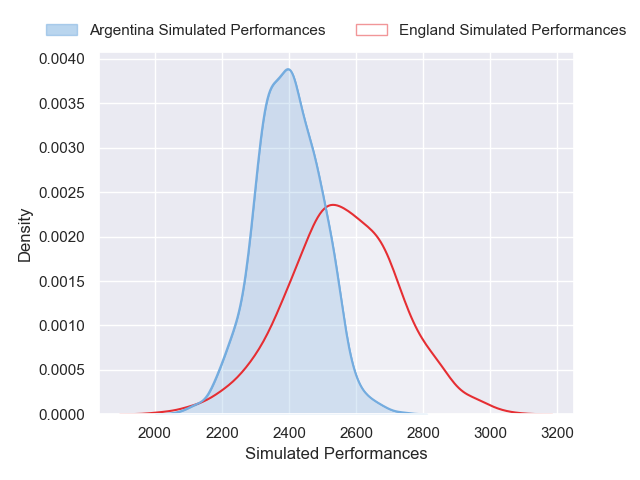 Argentina Simulated Performances England Simulated Performances
0.0040
0.0035
0.0030
0.0025
0.0020
0.0015
0.0010
0.0005
0.0000
Density
2000 2200 2400 2600 2800 3000 3200
Simulated Performances